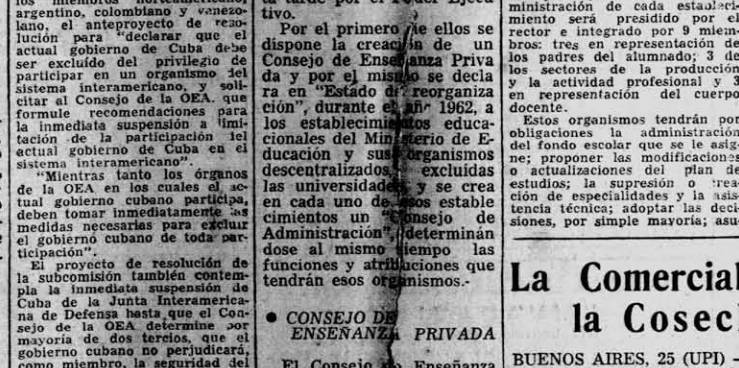 los miembros norteamericano,
argentino, colombiano y venezo-
lano, el anteproyecto de reso-
lución para "declarar que el
actual gobierno de Cuba debe
ser excluído del privilegio de
participar en un organismo del
sistema interamericano, y soli-
citar al Consejo de la OEA. que
formule recomendaciones para
la inmediata suspensión a limi-
tación de la participación del
actual gobierno de Cuba en el
sistema interamericano".
"Mientras tanto los órganos
de la OEA en los cuales el ac-
tual gobierno cubano participa,
deben tomar inmediatamente las
medidas necesarias para excluir
el gobierno cubano de toda par-
ticipación".
El proyecto de resolución de
la subcomisión también contem-
pla la inmediata suspensión de
Cuba de la Junta Interamerica-
na de Defensa hasta que el Con-
sejo de la OEA determine por
mayoría de dos tercios, que el
gobierno cubano no perjudicará,
como miembro, la seguridad del
ta tarde por el Poder Ejecu
tivo.
Por el primero de ellos se
dispone la creación de un
Consejo de Enseñanza Priva
da y por el mismo se decla
ra en "Estado de reorganiza
ción", durante el año 1962, a
los establecimientos educa-
cionales del Ministerio de E-
ducación y sus organismos
descentralizados, excluídas
las universidades y se crea
en cada uno de esos estable
cimientos un "Consejo de
Administración", determinán
dose al mismo tiempo las
funciones y atribuciones que
tendrán esos organismos.-
● CONSEJO DE
ENSEÑANZA PRIVADA
El Consejo de Enseñanza
ministración de cada estableci-
miento será presidido por el
rector e integrado por 9 miem-
bros: tres en representación de
los padres del alumnado; 3 de
los sectores de la producción
y la actividad profesional y 3
en representación del cuerpo
docente.
Estos organismos tendrán por
obligaciones la administración
del fondo escolar que se le asig-
ne; proponer las modificaciones
o actualizaciones del plan de
estudios; la supresión o crea-
ción de especialidades y la asis-
tencia técnica; adoptar las deci-
siones, por simple mayoría; asu-
La Comercial
la Cosec
BUENOS AIRES, 25 (UPI) -